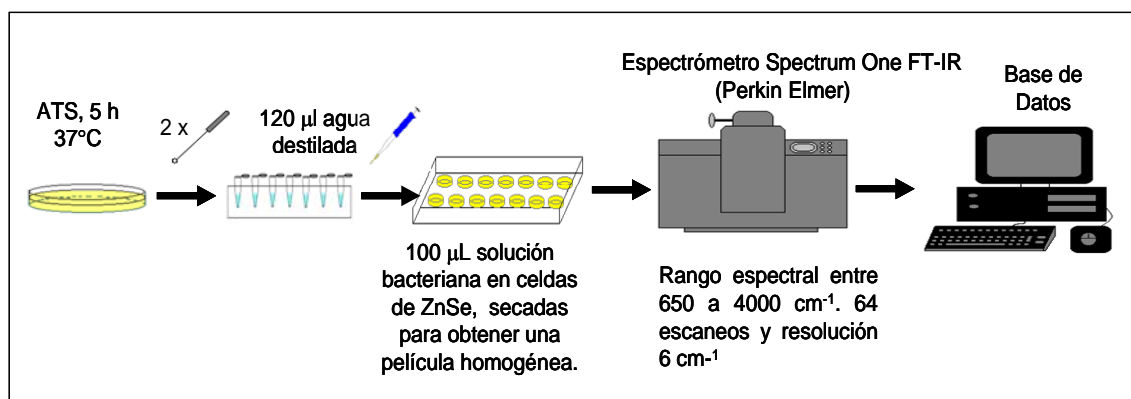 ATS, 5 h
37°C
2 x
120 µl agua
destilada
100 µL solución
bacteriana en celdas
de ZnSe, secadas
para obtener una
película homogénea.
Espectrómetro Spectrum One FT-IR
(Perkin Elmer)
Rango espectral entre
650 a 4000 cm-1. 64
escaneos y resolución
6 cm-1
Base de
Datos